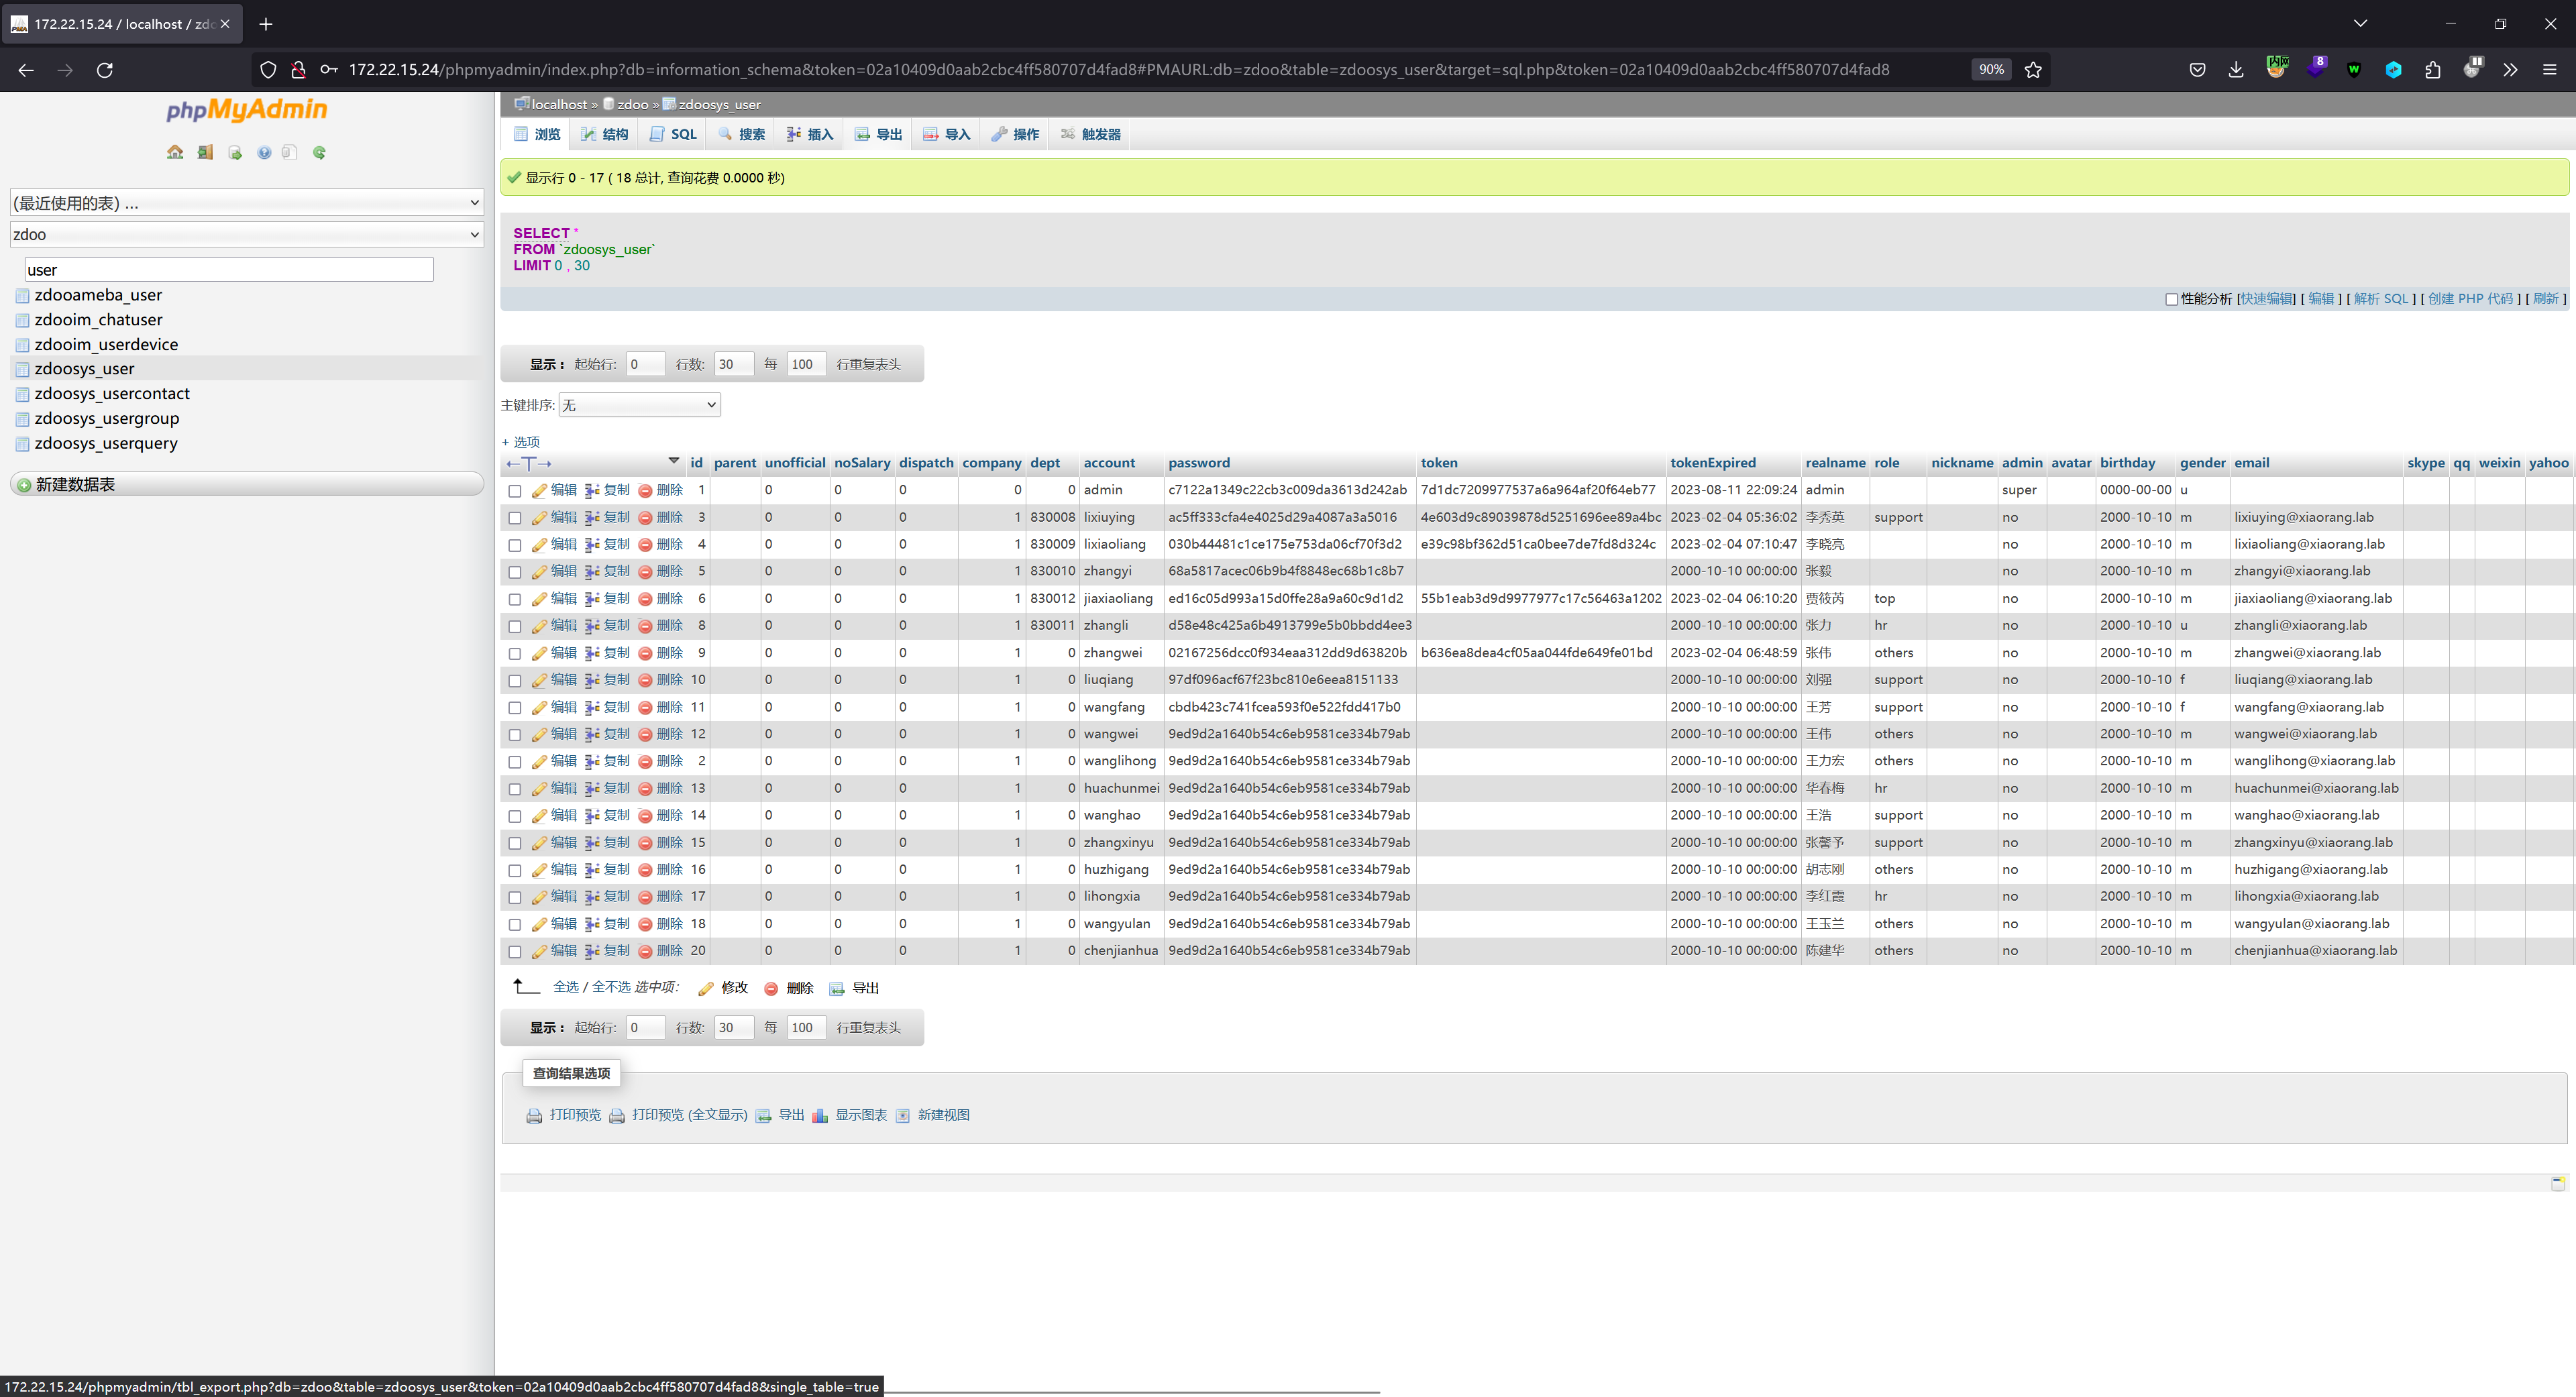 172.22.15.24 / localhost / zdo
172.22.15.24/phpmyadmin/index.php?db=information_schema&token=02a10409d0aab2cbc4ff580707d4fad8#PMAURL:db=zdoo&table=zdoosys_user&target=sql.php&token=02a10409d0aab2cbc4ff580707d4fad8 90% 内网 8 W
phpMyAdmin
(最近使用的表) ...
zdoo
user
zdooameba_user
zdooim_chatuser
zdooim_userdevice
zdoosys_user
zdoosys_usercontact
zdoosys_usergroup
zdoosys_userquery
新建数据表
localhost » zdoo » zdoosys_user
浏览 结构 SQL 搜索 插入 导出 导入 操作 触发器
显示行 0 - 17 ( 18 总计, 查询花费 0.0000 秒)
SELECT *
FROM `zdoosys_user`
LIMIT 0 , 30
性能分析 [快速编辑] [ 编辑 ] [ 解析 SQL ] [ 创建 PHP 代码 ] [ 刷新 ]
显示： 起始行: 0 行数: 30 每 100 行重复表头
主键排序: 无
+ 选项
←T→ id parent unofficial noSalary dispatch company dept account password token tokenExpired realname role nickname admin avatar birthday gender email skype qq weixin yahoo
编辑 复制 删除 1 0 0 0 0 0 admin c7122a1349c22cb3c009da3613d242ab 7d1dc7209977537a6a964af20f64eb77 2023-08-11 22:09:24 admin super 0000-00-00 u
编辑 复制 删除 3 0 0 0 1 830008 lixiuying ac5ff333cfa4e4025d29a4087a3a5016 4e603d9c89039878d5251696ee89a4bc 2023-02-04 05:36:02 李秀英 support no 2000-10-10 m lixiuying@xiaorang.lab
编辑 复制 删除 4 0 0 0 1 830009 lixiaoliang 030b44481c1ce175e753da06cf70f3d2 e39c98bf362d51ca0bee7de7fd8d324c 2023-02-04 07:10:47 李晓亮 no 2000-10-10 m lixiaoliang@xiaorang.lab
编辑 复制 删除 5 0 0 0 1 830010 zhangyi 68a5817acec06b9b4f8848ec68b1c8b7 2000-10-10 00:00:00 张毅 no 2000-10-10 m zhangyi@xiaorang.lab
编辑 复制 删除 6 0 0 0 1 830012 jiaxiaoliang ed16c05d993a15d0ffe28a9a60c9d1d2 55b1eab3d9d9977977c17c56463a1202 2023-02-04 06:10:20 贾筱芮 top no 2000-10-10 m jiaxiaoliang@xiaorang.lab
编辑 复制 删除 8 0 0 0 1 830011 zhangli d58e48c425a6b4913799e5b0bbdd4ee3 2000-10-10 00:00:00 张力 hr no 2000-10-10 u zhangli@xiaorang.lab
编辑 复制 删除 9 0 0 0 1 0 zhangwei 02167256dcc0f934eaa312dd9d63820b b636ea8dea4cf05aa044fde649fe01bd 2023-02-04 06:48:59 张伟 others no 2000-10-10 m zhangwei@xiaorang.lab
编辑 复制 删除 10 0 0 0 1 0 liuqiang 97df096acf67f23bc810e6eea8151133 2000-10-10 00:00:00 刘强 support no 2000-10-10 f liuqiang@xiaorang.lab
编辑 复制 删除 11 0 0 0 1 0 wangfang cbdb423c741fcea593f0e522fdd417b0 2000-10-10 00:00:00 王芳 support no 2000-10-10 f wangfang@xiaorang.lab
编辑 复制 删除 12 0 0 0 1 0 wangwei 9ed9d2a1640b54c6eb9581ce334b79ab 2000-10-10 00:00:00 王伟 others no 2000-10-10 m wangwei@xiaorang.lab
编辑 复制 删除 2 0 0 0 1 0 wanglihong 9ed9d2a1640b54c6eb9581ce334b79ab 2000-10-10 00:00:00 王力宏 others no 2000-10-10 m wanglihong@xiaorang.lab
编辑 复制 删除 13 0 0 0 1 0 huachunmei 9ed9d2a1640b54c6eb9581ce334b79ab 2000-10-10 00:00:00 华春梅 hr no 2000-10-10 m huachunmei@xiaorang.lab
编辑 复制 删除 14 0 0 0 1 0 wanghao 9ed9d2a1640b54c6eb9581ce334b79ab 2000-10-10 00:00:00 王浩 support no 2000-10-10 m wanghao@xiaorang.lab
编辑 复制 删除 15 0 0 0 1 0 zhangxinyu 9ed9d2a1640b54c6eb9581ce334b79ab 2000-10-10 00:00:00 张馨予 support no 2000-10-10 m zhangxinyu@xiaorang.lab
编辑 复制 删除 16 0 0 0 1 0 huzhigang 9ed9d2a1640b54c6eb9581ce334b79ab 2000-10-10 00:00:00 胡志刚 others no 2000-10-10 m huzhigang@xiaorang.lab
编辑 复制 删除 17 0 0 0 1 0 lihongxia 9ed9d2a1640b54c6eb9581ce334b79ab 2000-10-10 00:00:00 李红霞 hr no 2000-10-10 m lihongxia@xiaorang.lab
编辑 复制 删除 18 0 0 0 1 0 wangyulan 9ed9d2a1640b54c6eb9581ce334b79ab 2000-10-10 00:00:00 王玉兰 others no 2000-10-10 m wangyulan@xiaorang.lab
编辑 复制 删除 20 0 0 0 1 0 chenjianhua 9ed9d2a1640b54c6eb9581ce334b79ab 2000-10-10 00:00:00 陈建华 others no 2000-10-10 m chenjianhua@xiaorang.lab
全选 / 全不选 选中项： 修改 删除 导出
显示： 起始行: 0 行数: 30 每 100 行重复表头
查询结果选项
打印预览 打印预览 (全文显示) 导出 显示图表 新建视图
172.22.15.24/phpmyadmin/tbl_export.php?db=zdoo&table=zdoosys_user&token=02a10409d0aab2cbc4ff580707d4fad8&single_table=true